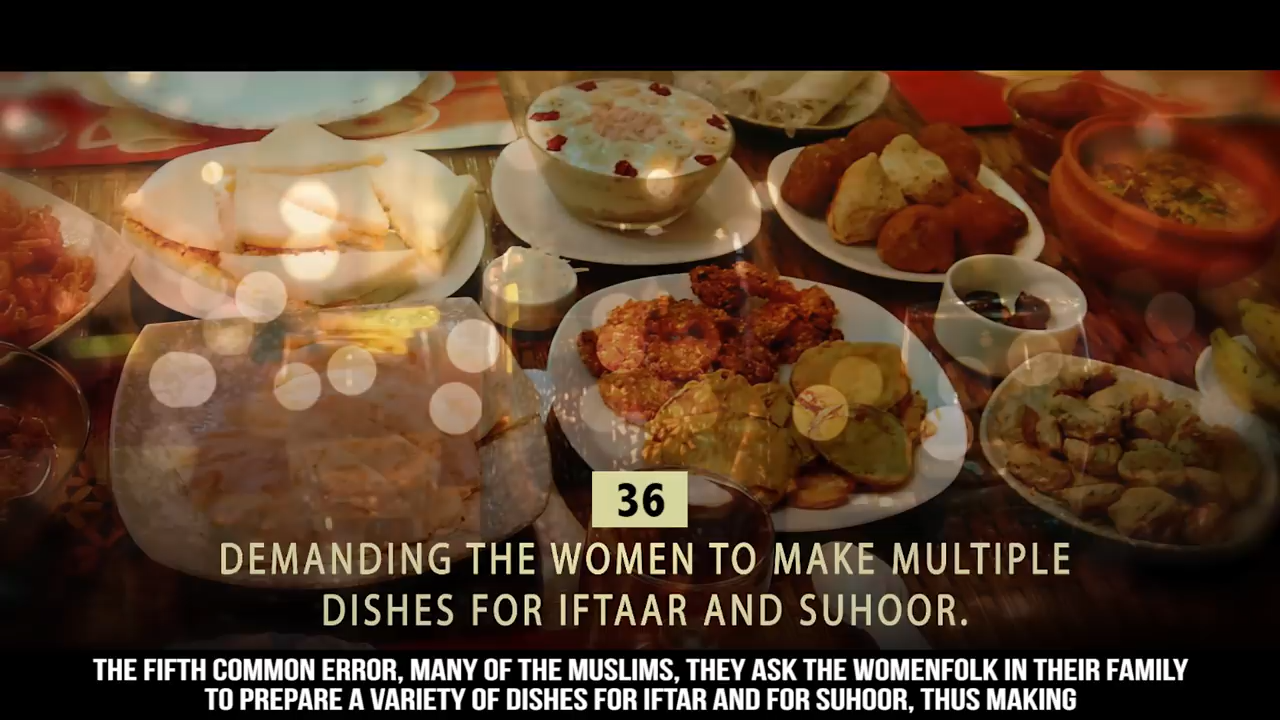 36
DEMANDING THE WOMEN TO MAKE MULTIPLE
DISHES FOR IFTAAR AND SUHOOR.
THE FIFTH COMMON ERROR, MANY OF THE MUSLIMS, THEY ASK THE WOMENFOLK IN THEIR FAMILY
TO PREPARE A VARIETY OF DISHES FOR IFTAR AND FOR SUHOOR, THUS MAKING